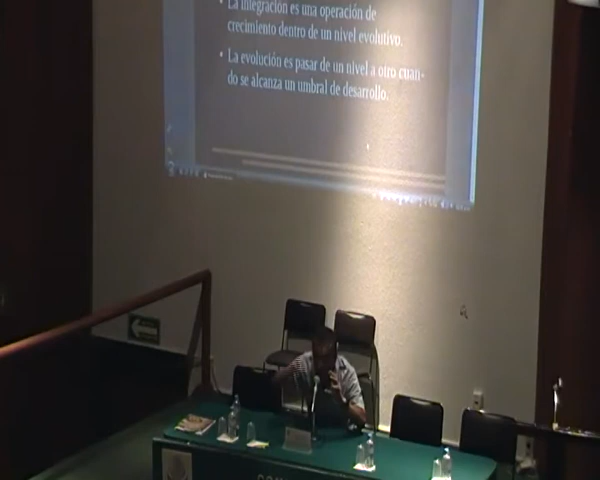 • La integración es una operación de
crecimiento dentro de un nivel evolutivo.
• La evolución es pasar de un nivel a otro cuan-
do se alcanza un umbral de desarrollo.